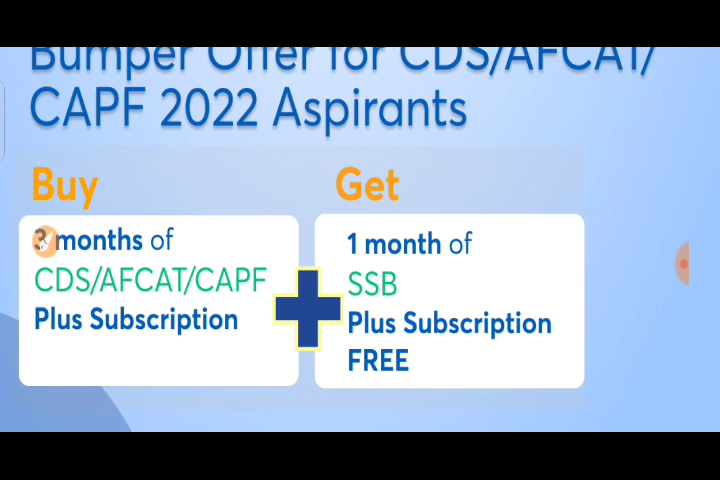 Bumper Offer for CDS/AFCAT/
CAPF 2022 Aspirants
Buy
Get
3 months of
CDS/AFCAT/CAPF
Plus Subscription
1 month of
SSB
Plus Subscription
FREE